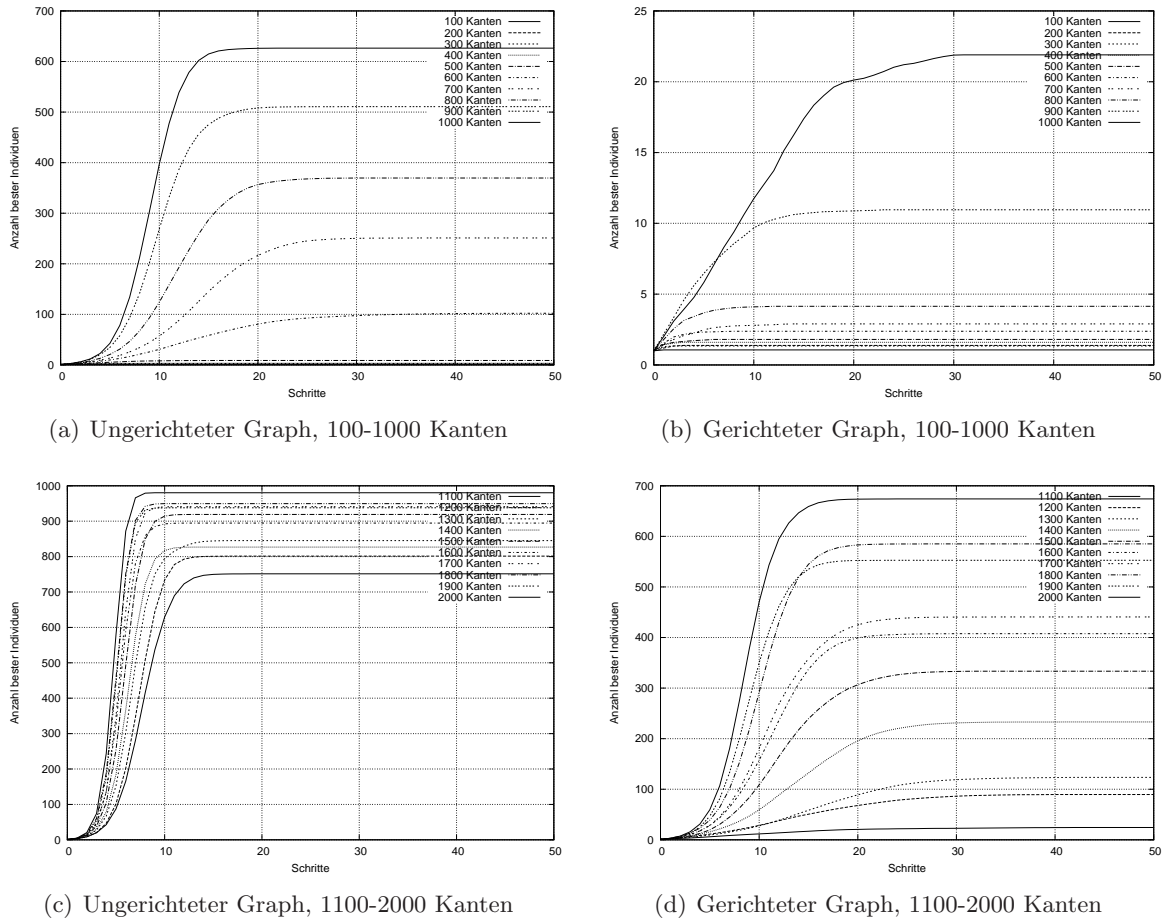 Anzahl bester Individuen
700
600
500
400
300
200
100
0
0 10 20 30 40 50
Schritte
100 Kanten
200 Kanten
300 Kanten
400 Kanten
500 Kanten
600 Kanten
700 Kanten
800 Kanten
900 Kanten
1000 Kanten
(a) Ungerichteter Graph, 100-1000 Kanten
Anzahl bester Individuen
25
20
15
10
5
0
0 10 20 30 40 50
Schritte
100 Kanten
200 Kanten
300 Kanten
400 Kanten
500 Kanten
600 Kanten
700 Kanten
800 Kanten
900 Kanten
1000 Kanten
(b) Gerichteter Graph, 100-1000 Kanten
Anzahl bester Individuen
1000
900
800
700
600
500
400
300
200
100
0
0 10 20 30 40 50
Schritte
1100 Kanten
1200 Kanten
1300 Kanten
1400 Kanten
1500 Kanten
1600 Kanten
1700 Kanten
1800 Kanten
1900 Kanten
2000 Kanten
(c) Ungerichteter Graph, 1100-2000 Kanten
Anzahl bester Individuen
700
600
500
400
300
200
100
0
0 10 20 30 40 50
Schritte
1100 Kanten
1200 Kanten
1300 Kanten
1400 Kanten
1500 Kanten
1600 Kanten
1700 Kanten
1800 Kanten
1900 Kanten
2000 Kanten
(d) Gerichteter Graph, 1100-2000 Kanten